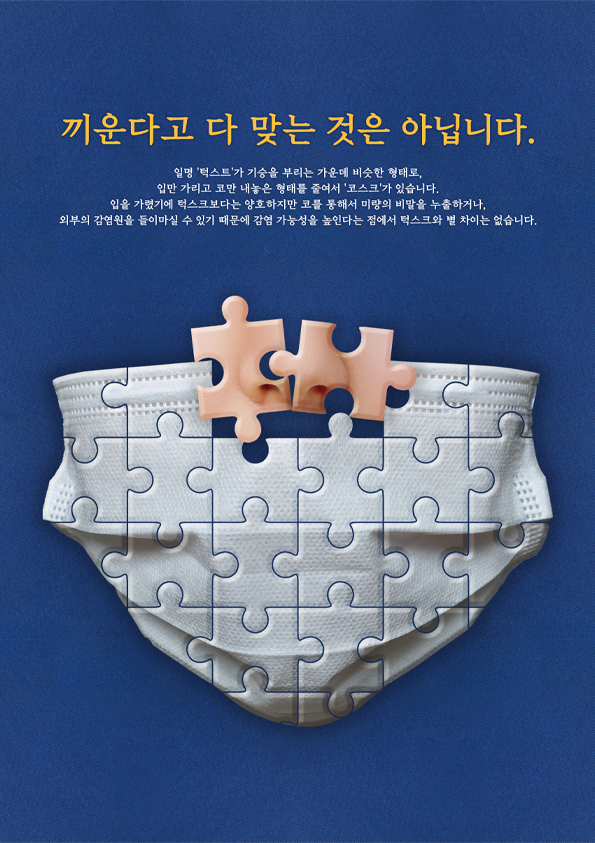 끼운다고 다 맞는 것은 아닙니다.
일명 '턱스트'가 기승을 부리는 가운데 비슷한 형태로,
입만 가리고 코만 내놓은 형태를 줄여서 '코스크'가 있습니다.
입을 가렸기에 턱스크보다는 양호하지만 코를 통해서 미량의 비말을 누출하거나,
외부의 감염원을 들이마실 수 있기 때문에 감염 가능성을 높인다는 점에서 턱스크와 별 차이는 없습니다.